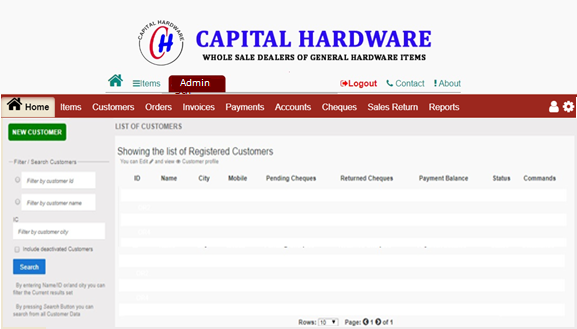 CAPITAL HARDWARE
CH
CAPITAL HARDWARE
WHOLE SALE DEALERS OF GENERAL HARDWARE ITEMS
Items Admin Logout Contact About
Home Items Customers Orders Invoices Payments Accounts Cheques Sales Return Reports
NEW CUSTOMER
LIST OF CUSTOMERS
Showing the list of Registered Customers
You can Edit and view Customer profile
Filter / Search Customers
Filter by customer Id
Filter by customer name
IC
Filter by customer city
Include deactivated Customers
Search
By entering Name/ID or/and city you can
filter the Current results set
By pressing Search Button you can
search from all Customer Data
ID Name City Mobile Pending Cheques Returned Cheques Payment Balance Status Commands
Rows: 10 Page: 1 of 1